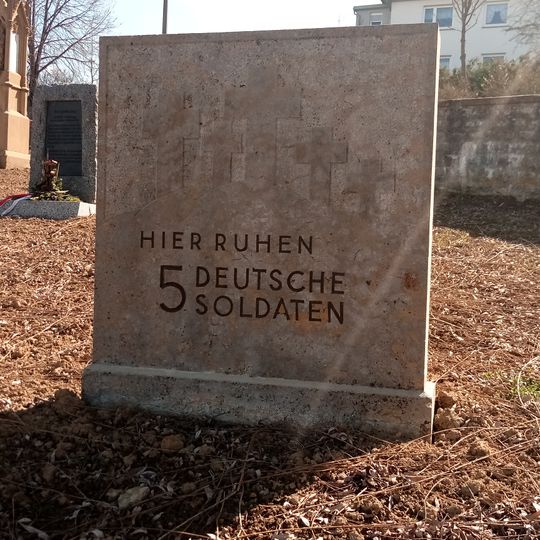 HIER RUHEN
5 DEUTSCHE
SOLDATEN